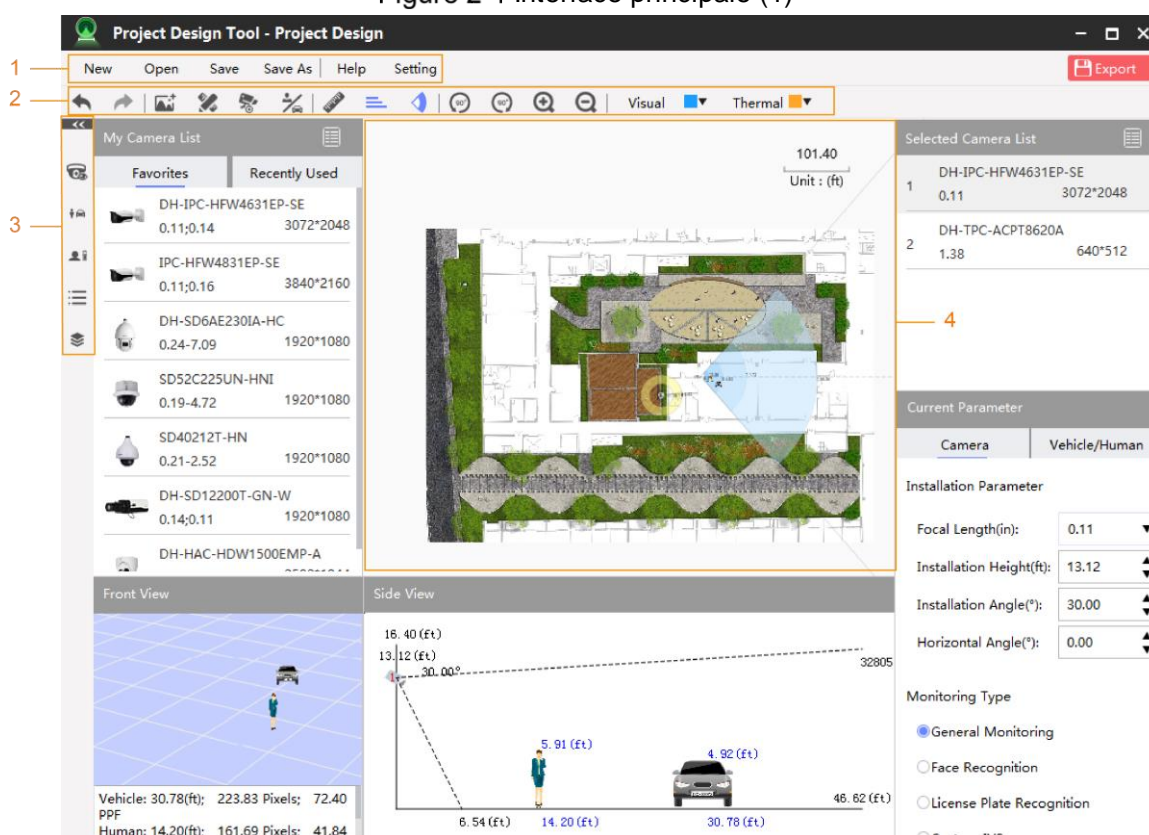 Figure 2-1 Interface principale (1)
Project Design Tool - Project Design
1
New Open Save Save As Help Setting
Export
2
90° 90° Visual Thermal
3
My Camera List
Favorites Recently Used
DH-IPC-HFW4631EP-SE
0.11;0.14 3072*2048
IPC-HFW4831EP-SE
0.11;0.16 3840*2160
DH-SD6AE230IA-HC
0.24-7.09 1920*1080
SD52C225UN-HNI
0.19-4.72 1920*1080
SD40212T-HN
0.21-2.52 1920*1080
DH-SD12200T-GN-W
0.14;0.11 1920*1080
DH-HAC-HDW1500EMP-A
101.40
Unit : (ft)
4
Selected Camera List
1 DH-IPC-HFW4631EP-SE
0.11 3072*2048
2 DH-TPC-ACPT8620A
1.38 640*512
Current Parameter
Camera Vehicle/Human
Installation Parameter
Focal Length(in): 0.11
Installation Height(ft): 13.12
Installation Angle(°): 30.00
Horizontal Angle(°): 0.00
Monitoring Type
General Monitoring
Face Recognition
License Plate Recognition
Front View
Vehicle: 30.78(ft); 223.83 Pixels; 72.40
PPF
Human: 14.20(ft); 161.69 Pixels; 41.84
Side View
16.40(ft)
13.12(ft)
30.00°
1
32805
5.91(ft)
4.92(ft)
46.62(ft)
6.54(ft) 14.20(ft) 30.78(ft)